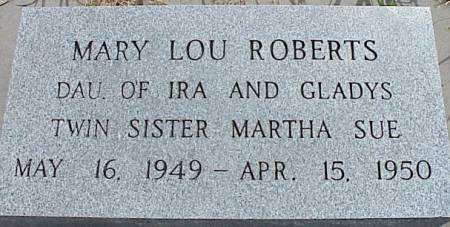 MARY LOU ROBERTS
DAU. OF IRA AND GLADYS
TWIN SISTER MARTHA SUE
MAY 16, 1949 – APR. 15, 1950